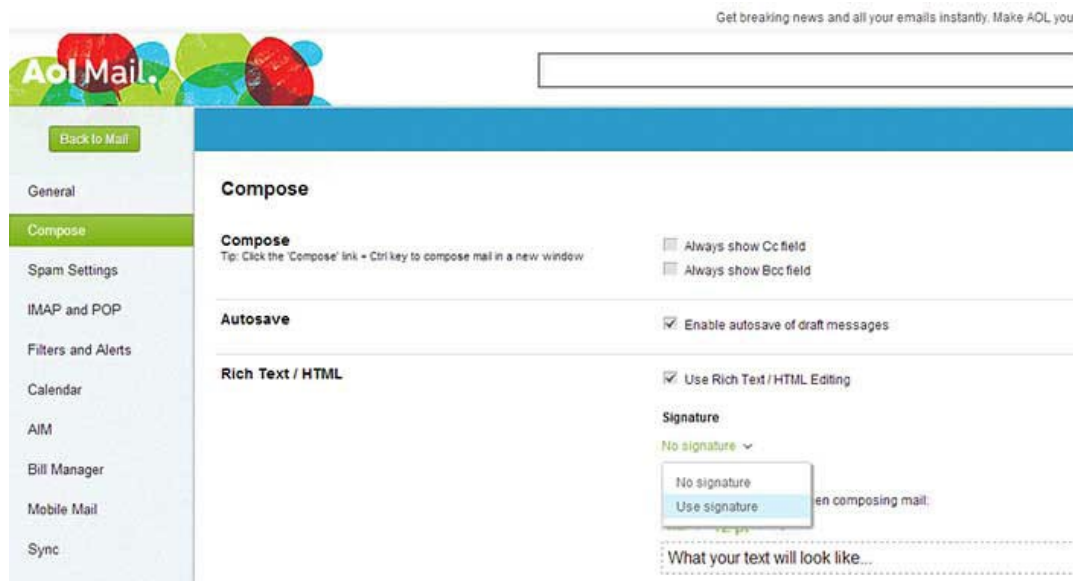 Get breaking news and all your emails instantly. Make AOL you
Aol Mail.
Back to Mail
General
Compose
Spam Settings
IMAP and POP
Filters and Alerts
Calendar
AIM
Bill Manager
Mobile Mail
Sync
Compose
Compose
Tip: Click the 'Compose' link + Ctrl key to compose mail in a new window
Always show Cc field
Always show Bcc field
Autosave
Enable autosave of draft messages
Rich Text / HTML
Use Rich Text / HTML Editing
Signature
No signature
No signature
Use signature
en composing mail:
What your text will look like...